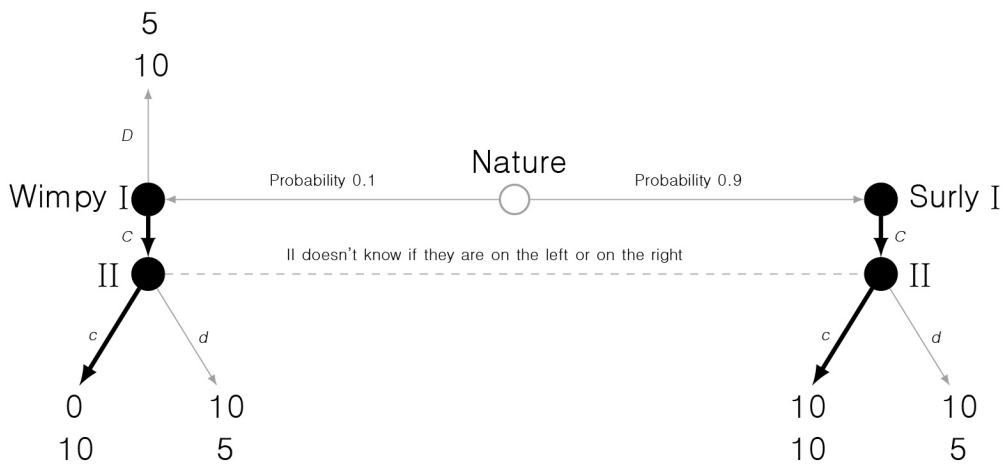 5
10
D
Nature
Probability 0.1
Probability 0.9
Wimpy I
Surly I
C
C
II doesn't know if they are on the left or on the right
II
II
c
d
c
d
0
10
10
10
10
5
10
5